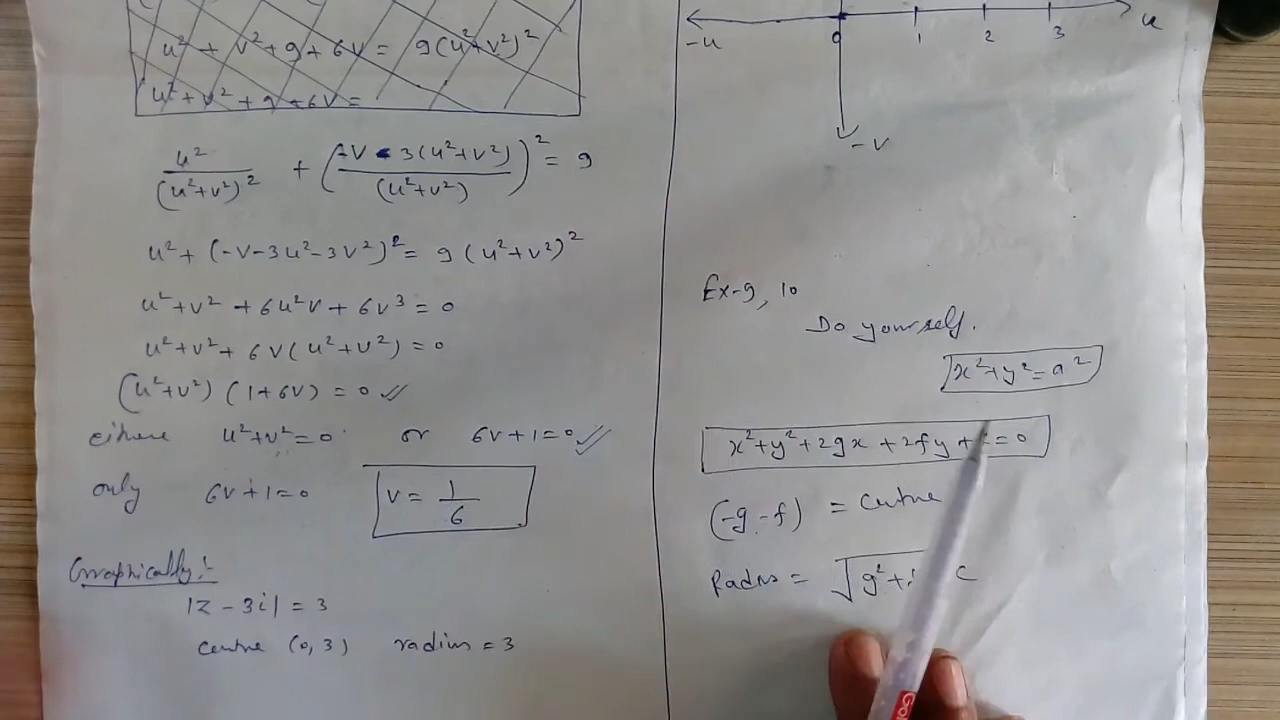 u² + v² + 9 + 6v = 9(u²+v²)²
u² + v² + 9 + 6v =
u²/(u²+v²)² + (-v - 3(u²+v²)/(u²+v²))² = 9
u² + (-v-3u²-3v²)² = 9(u²+v²)²
u²+v² + 6u²v + 6v³ = 0
u²+v² + 6v(u²+v²) = 0
(u²+v²) (1+6v) = 0 ✓
u²+v²=0 or 6v+1=0 ✓
only 6v+1=0 v = 1/6
Graphically:-
|z - 3i| = 3
centre (0, 3) radius = 3
-u 0 1 2 3 u
-v
Ex-9, 10
Do yourself.
x²+y²=a²
x²+y²+2gx+2fy+ =0
(-g -f) = centre
Radius = √g²+ c